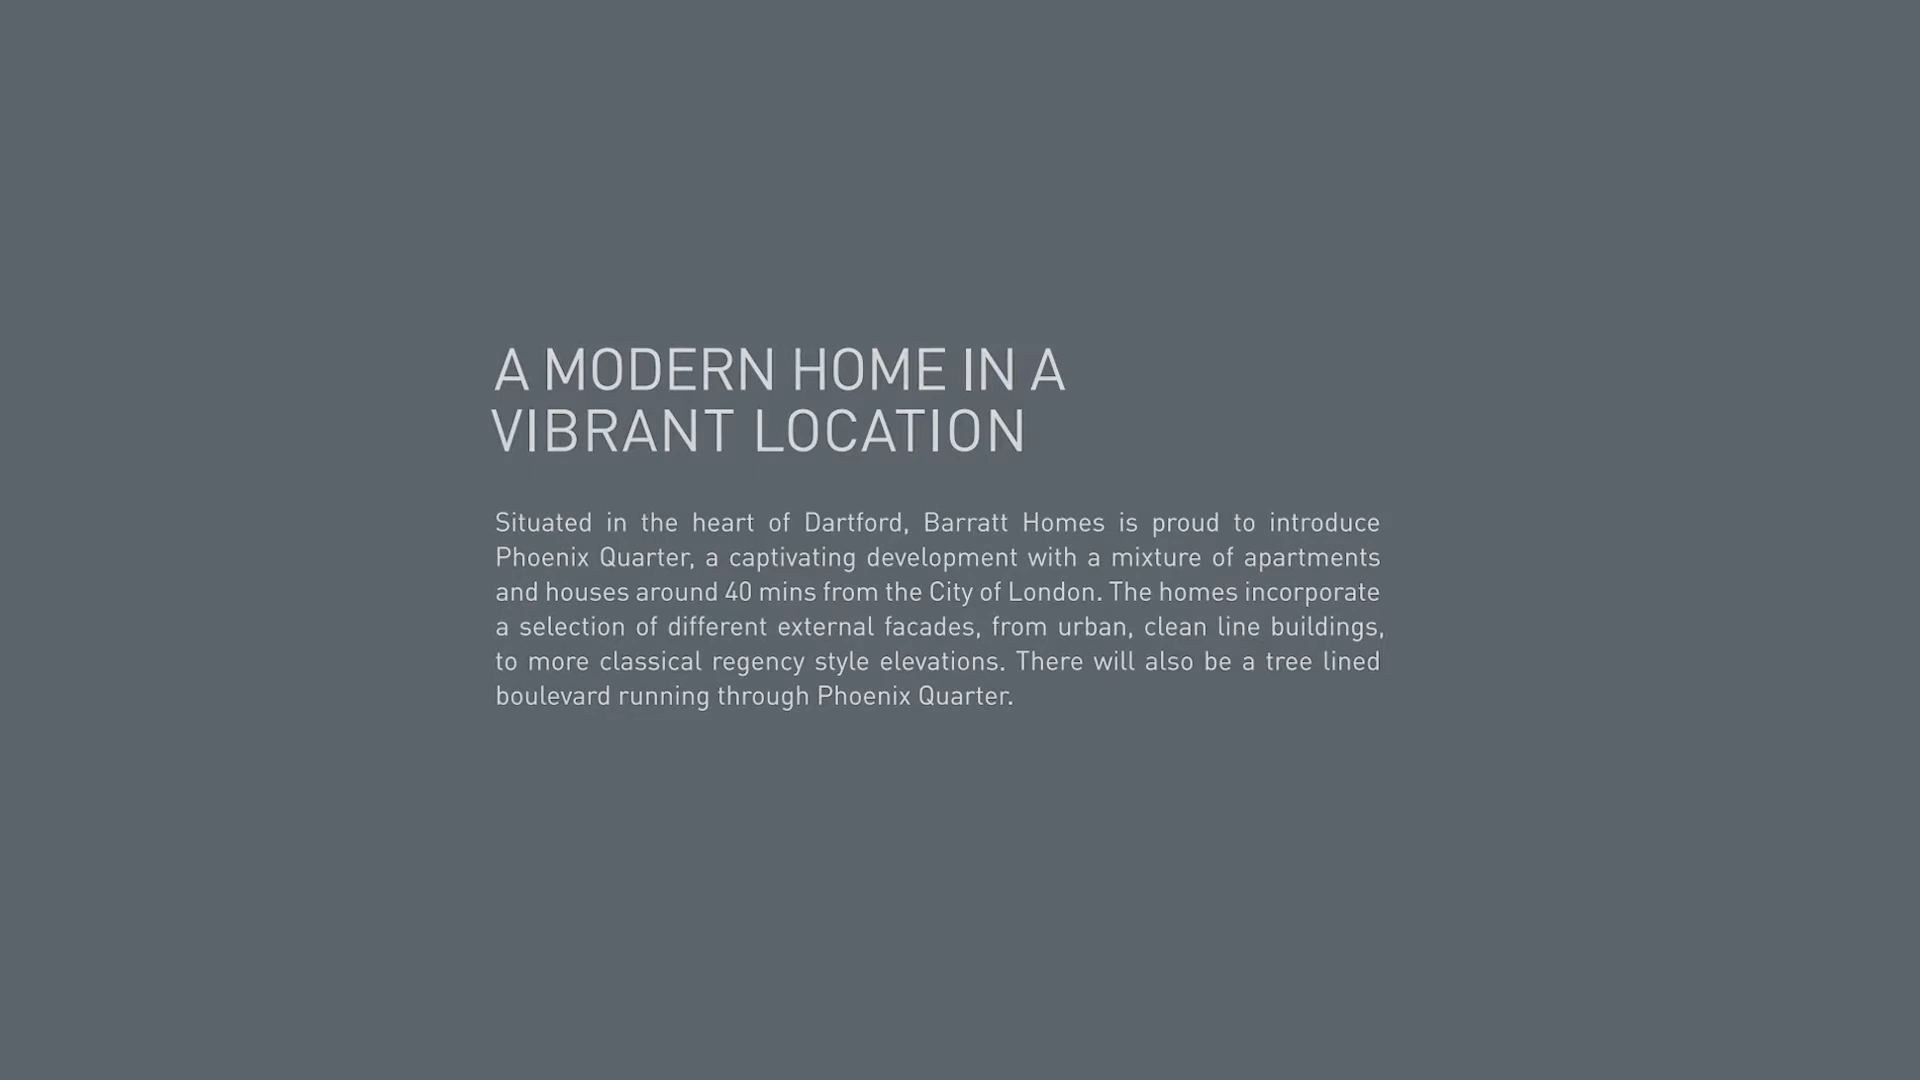 A MODERN HOME IN A
VIBRANT LOCATION
Situated in the heart of Dartford, Barratt Homes is proud to introduce
Phoenix Quarter, a captivating development with a mixture of apartments
and houses around 40 mins from the City of London. The homes incorporate
a selection of different external facades, from urban, clean line buildings,
to more classical regency style elevations. There will also be a tree lined
boulevard running through Phoenix Quarter.